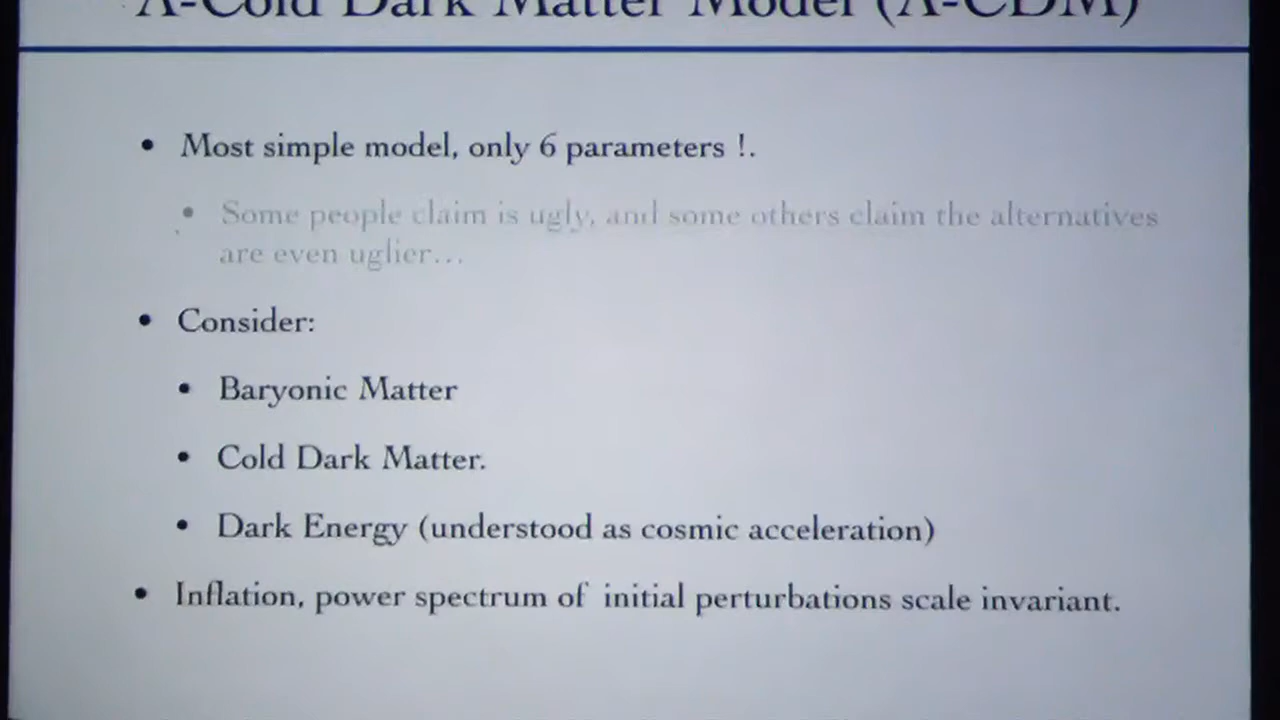 Λ-Cold Dark Matter Model (Λ-CDM)
• Most simple model, only 6 parameters !.
• Some people claim is ugly, and some others claim the alternatives
are even uglier...
• Consider:
• Baryonic Matter
• Cold Dark Matter.
• Dark Energy (understood as cosmic acceleration)
• Inflation, power spectrum of initial perturbations scale invariant.